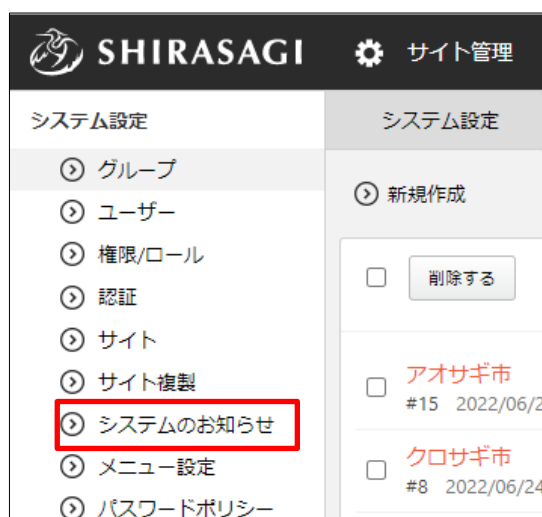 SHIRASAGI サイト管理
システム設定
グループ
ユーザー
権限/ロール
認証
サイト
サイト複製
システムのお知らせ
メニュー設定
パスワードポリシー
システム設定
新規作成
削除する
アオサギ市
#15 2022/06/2
クロサギ市
#8 2022/06/24